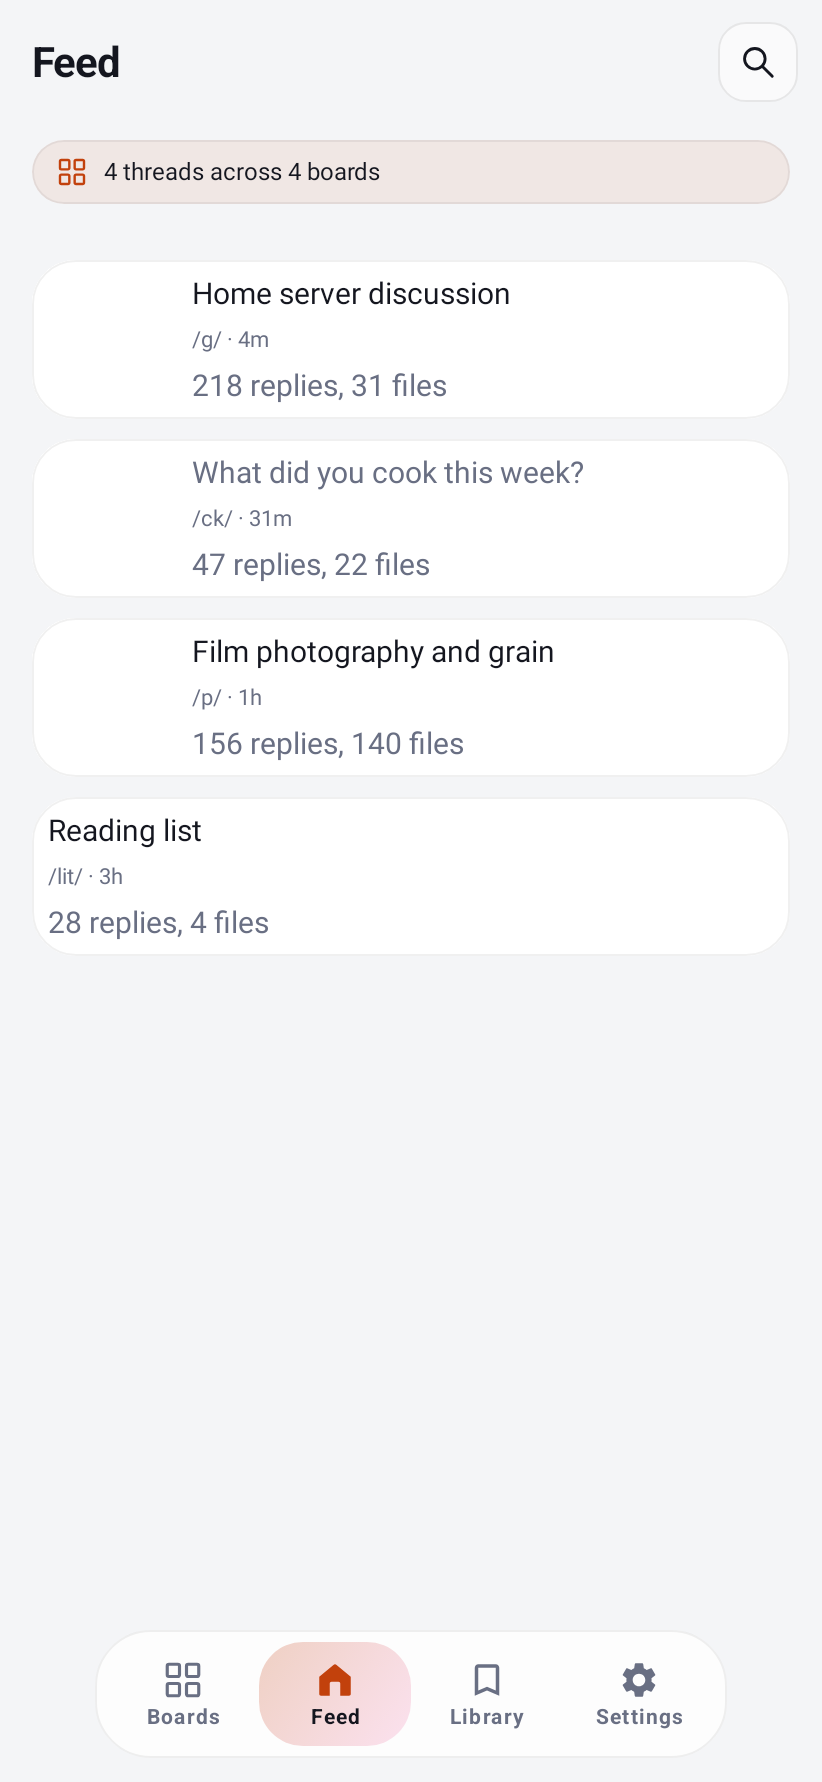 Feed
4 threads across 4 boards
Home server discussion
/g/ · 4m
218 replies, 31 files
What did you cook this week?
/ck/ · 31m
47 replies, 22 files
Film photography and grain
/p/ · 1h
156 replies, 140 files
Reading list
/lit/ · 3h
28 replies, 4 files
Boards
Feed
Library
Settings